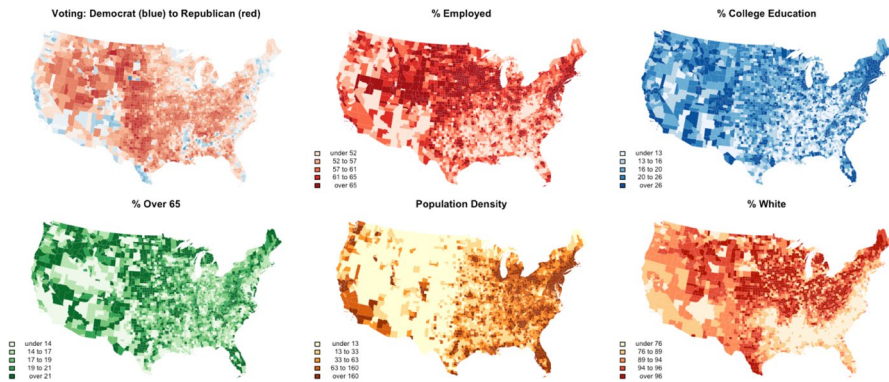 Voting: Democrat (blue) to Republican (red)
% Employed
under 52
52 to 57
57 to 61
61 to 65
over 65
% College Education
under 13
13 to 16
16 to 20
20 to 26
over 26
% Over 65
under 14
14 to 17
17 to 19
19 to 21
over 21
Population Density
under 13
13 to 33
33 to 63
63 to 160
over 160
% White
under 76
76 to 89
89 to 94
94 to 96
over 96